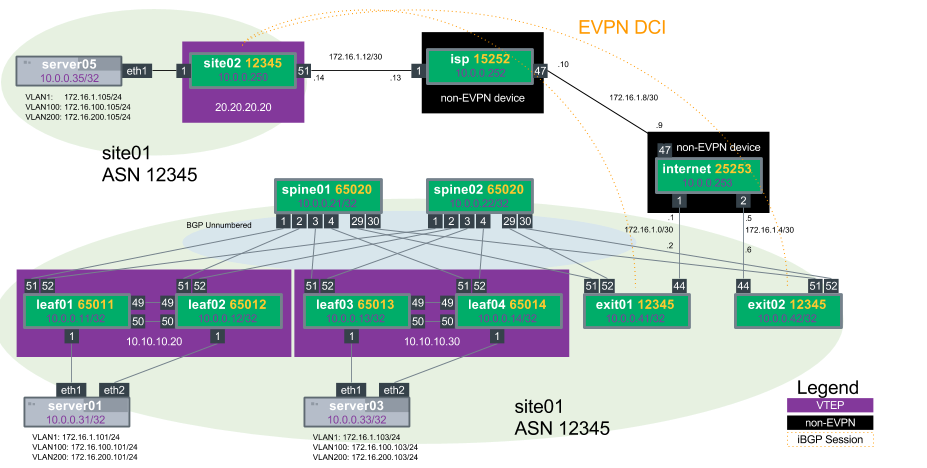 EVPN DCI
server05
10.0.0.35/32
eth1
VLAN1: 172.16.1.105/24
VLAN100: 172.16.100.105/24
VLAN200: 172.16.200.105/24
1
site02 12345
10.0.0.250
51
20.20.20.20
172.16.1.12/30
.14
.13
1
isp 15252
10.0.0.252
47
non-EVPN device
.10
172.16.1.8/30
.9
47
non-EVPN device
internet 25253
10.0.0.253
1
2
.1
172.16.1.0/30
.2
.5
172.16.1.4/30
.6
site01
ASN 12345
spine01 65020
10.0.0.21/32
1 2 3 4 29 30
spine02 65020
10.0.0.22/32
1 2 3 4 29 30
BGP Unnumbered
51 52
leaf01 65011
10.0.0.11/32
49
50
1
51 52
leaf02 65012
10.0.0.12/32
49
50
1
10.10.10.20
51 52
leaf03 65013
10.0.0.13/32
49
50
1
51 52
leaf04 65014
10.0.0.14/32
49
50
1
10.10.10.30
51 52
44
exit01 12345
10.0.0.41/32
44
51 52
exit02 12345
10.0.0.42/32
eth1
eth2
server01
10.0.0.31/32
VLAN1: 172.16.1.101/24
VLAN100: 172.16.100.101/24
VLAN200: 172.16.200.101/24
eth1
eth2
server03
10.0.0.33/32
VLAN1: 172.16.1.103/24
VLAN100: 172.16.100.103/24
VLAN200: 172.16.200.103/24
site01
ASN 12345
Legend
VTEP
non-EVPN
iBGP Session